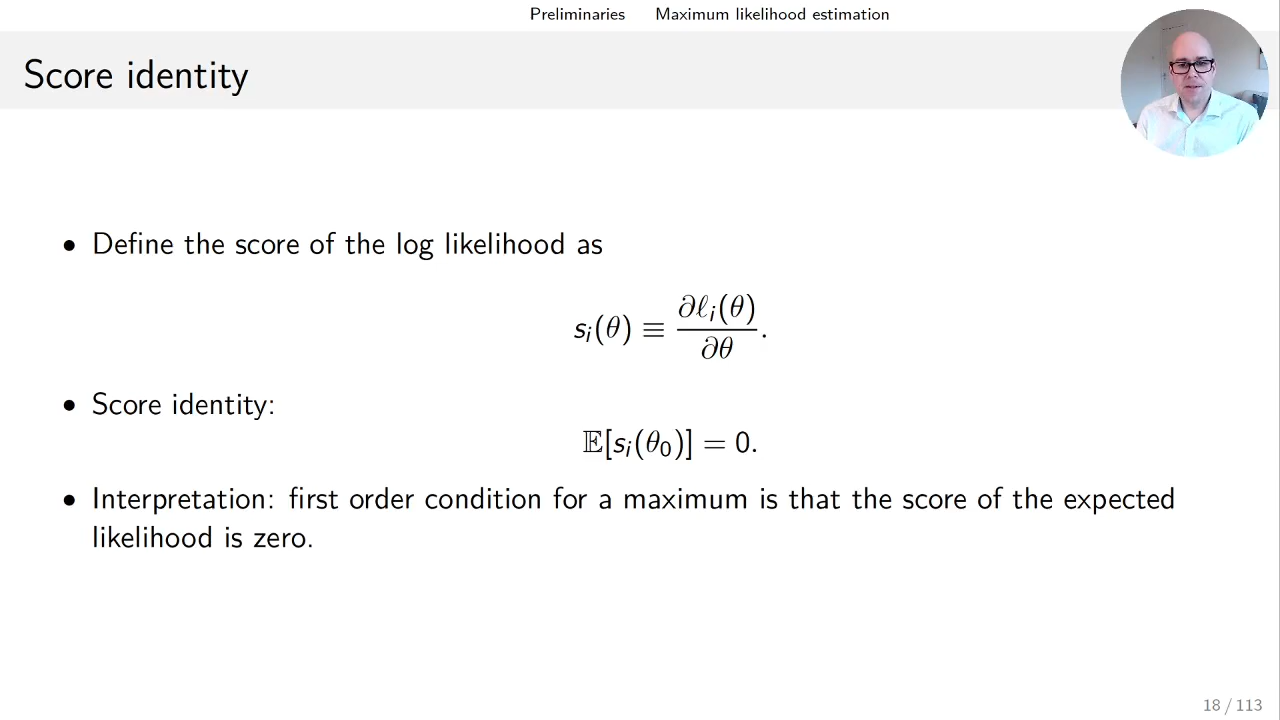 Preliminaries Maximum likelihood estimation
Score identity
• Define the score of the log likelihood as
sᵢ(θ) ≡ ∂ℓᵢ(θ) / ∂θ.
• Score identity:
𝔼[sᵢ(θ₀)] = 0.
• Interpretation: first order condition for a maximum is that the score of the expected
likelihood is zero.
18 / 113